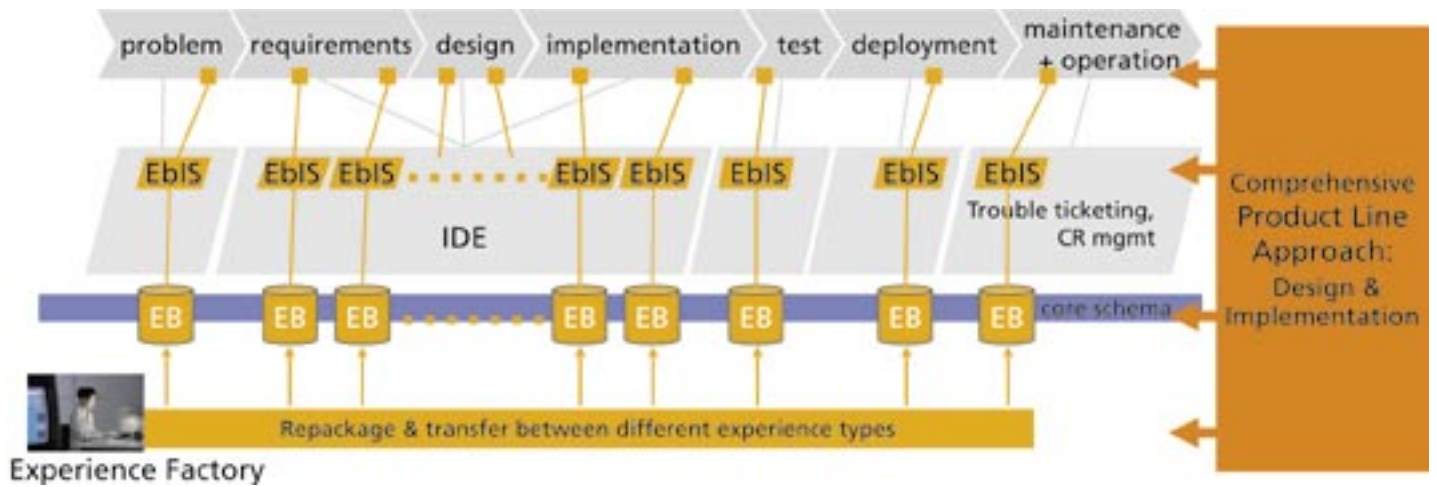 problem
requirements
design
implementation
test
deployment
maintenance
+ operation
EbIS
EbIS
EbIS
EbIS
EbIS
EbIS
EbIS
EbIS
IDE
Trouble ticketing,
CR mgmt
EB
EB
EB
EB
EB
EB
EB
EB
core schema
Repackage & transfer between different experience types
Experience Factory
Comprehensive
Product Line
Approach:
Design &
Implementation